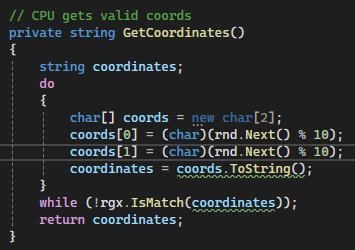 // CPU gets valid coords
private string GetCoordinates()
{
    string coordinates;
    do
    {
        char[] coords = new char[2];
        coords[0] = (char)(rnd.Next() % 10);
        coords[1] = (char)(rnd.Next() % 10);
        coordinates = coords.ToString();
    }
    while (!rgx.IsMatch(coordinates));
    return coordinates;
}